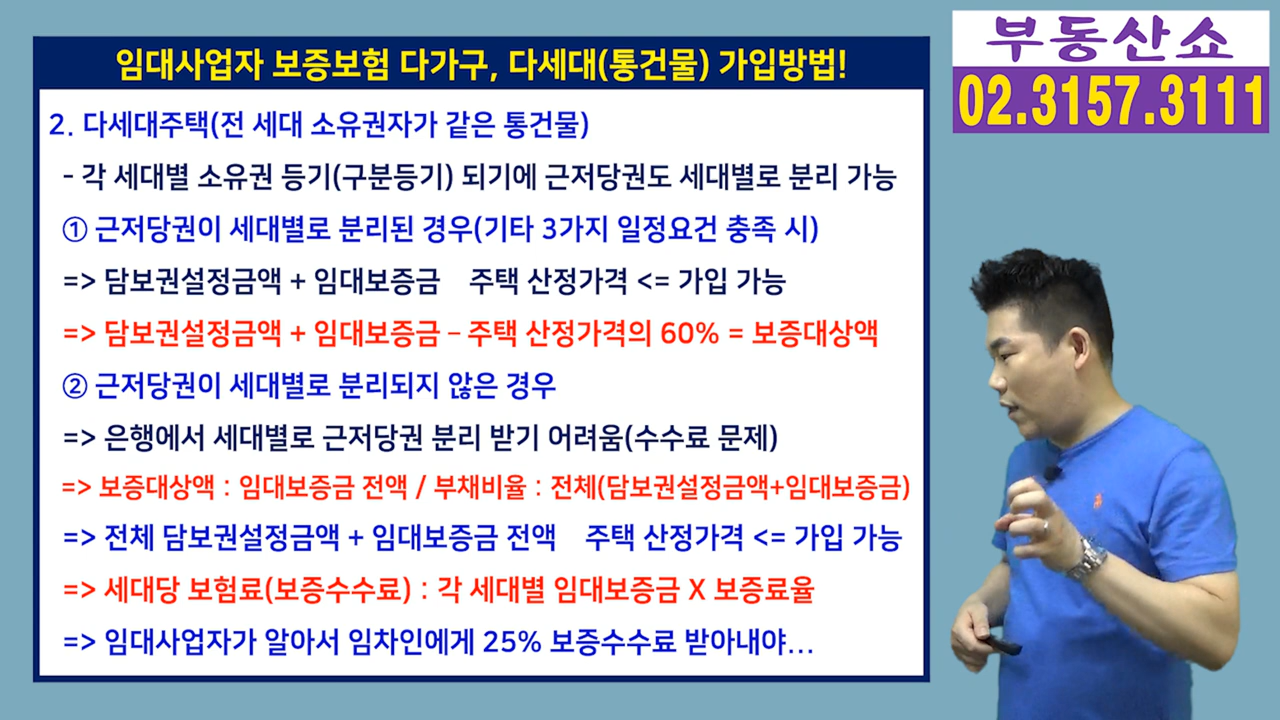 임대사업자 보증보험 다가구, 다세대(통건물) 가입방법!
부동산쇼
02.3157.3111
2. 다세대주택(전 세대 소유권자가 같은 통건물)
- 각 세대별 소유권 등기(구분등기) 되기에 근저당권도 세대별로 분리 가능
① 근저당권이 세대별로 분리된 경우(기타 3가지 일정요건 충족 시)
=> 담보권설정금액 + 임대보증금 주택 산정가격 <= 가입 가능
=> 담보권설정금액 + 임대보증금 – 주택 산정가격의 60% = 보증대상액
② 근저당권이 세대별로 분리되지 않은 경우
=> 은행에서 세대별로 근저당권 분리 받기 어려움(수수료 문제)
=> 보증대상액 : 임대보증금 전액 / 부채비율 : 전체(담보권설정금액+임대보증금)
=> 전체 담보권설정금액 + 임대보증금 전액 주택 산정가격 <= 가입 가능
=> 세대당 보험료(보증수수료) : 각 세대별 임대보증금 X 보증료율
=> 임대사업자가 알아서 임차인에게 25% 보증수수료 받아내야...